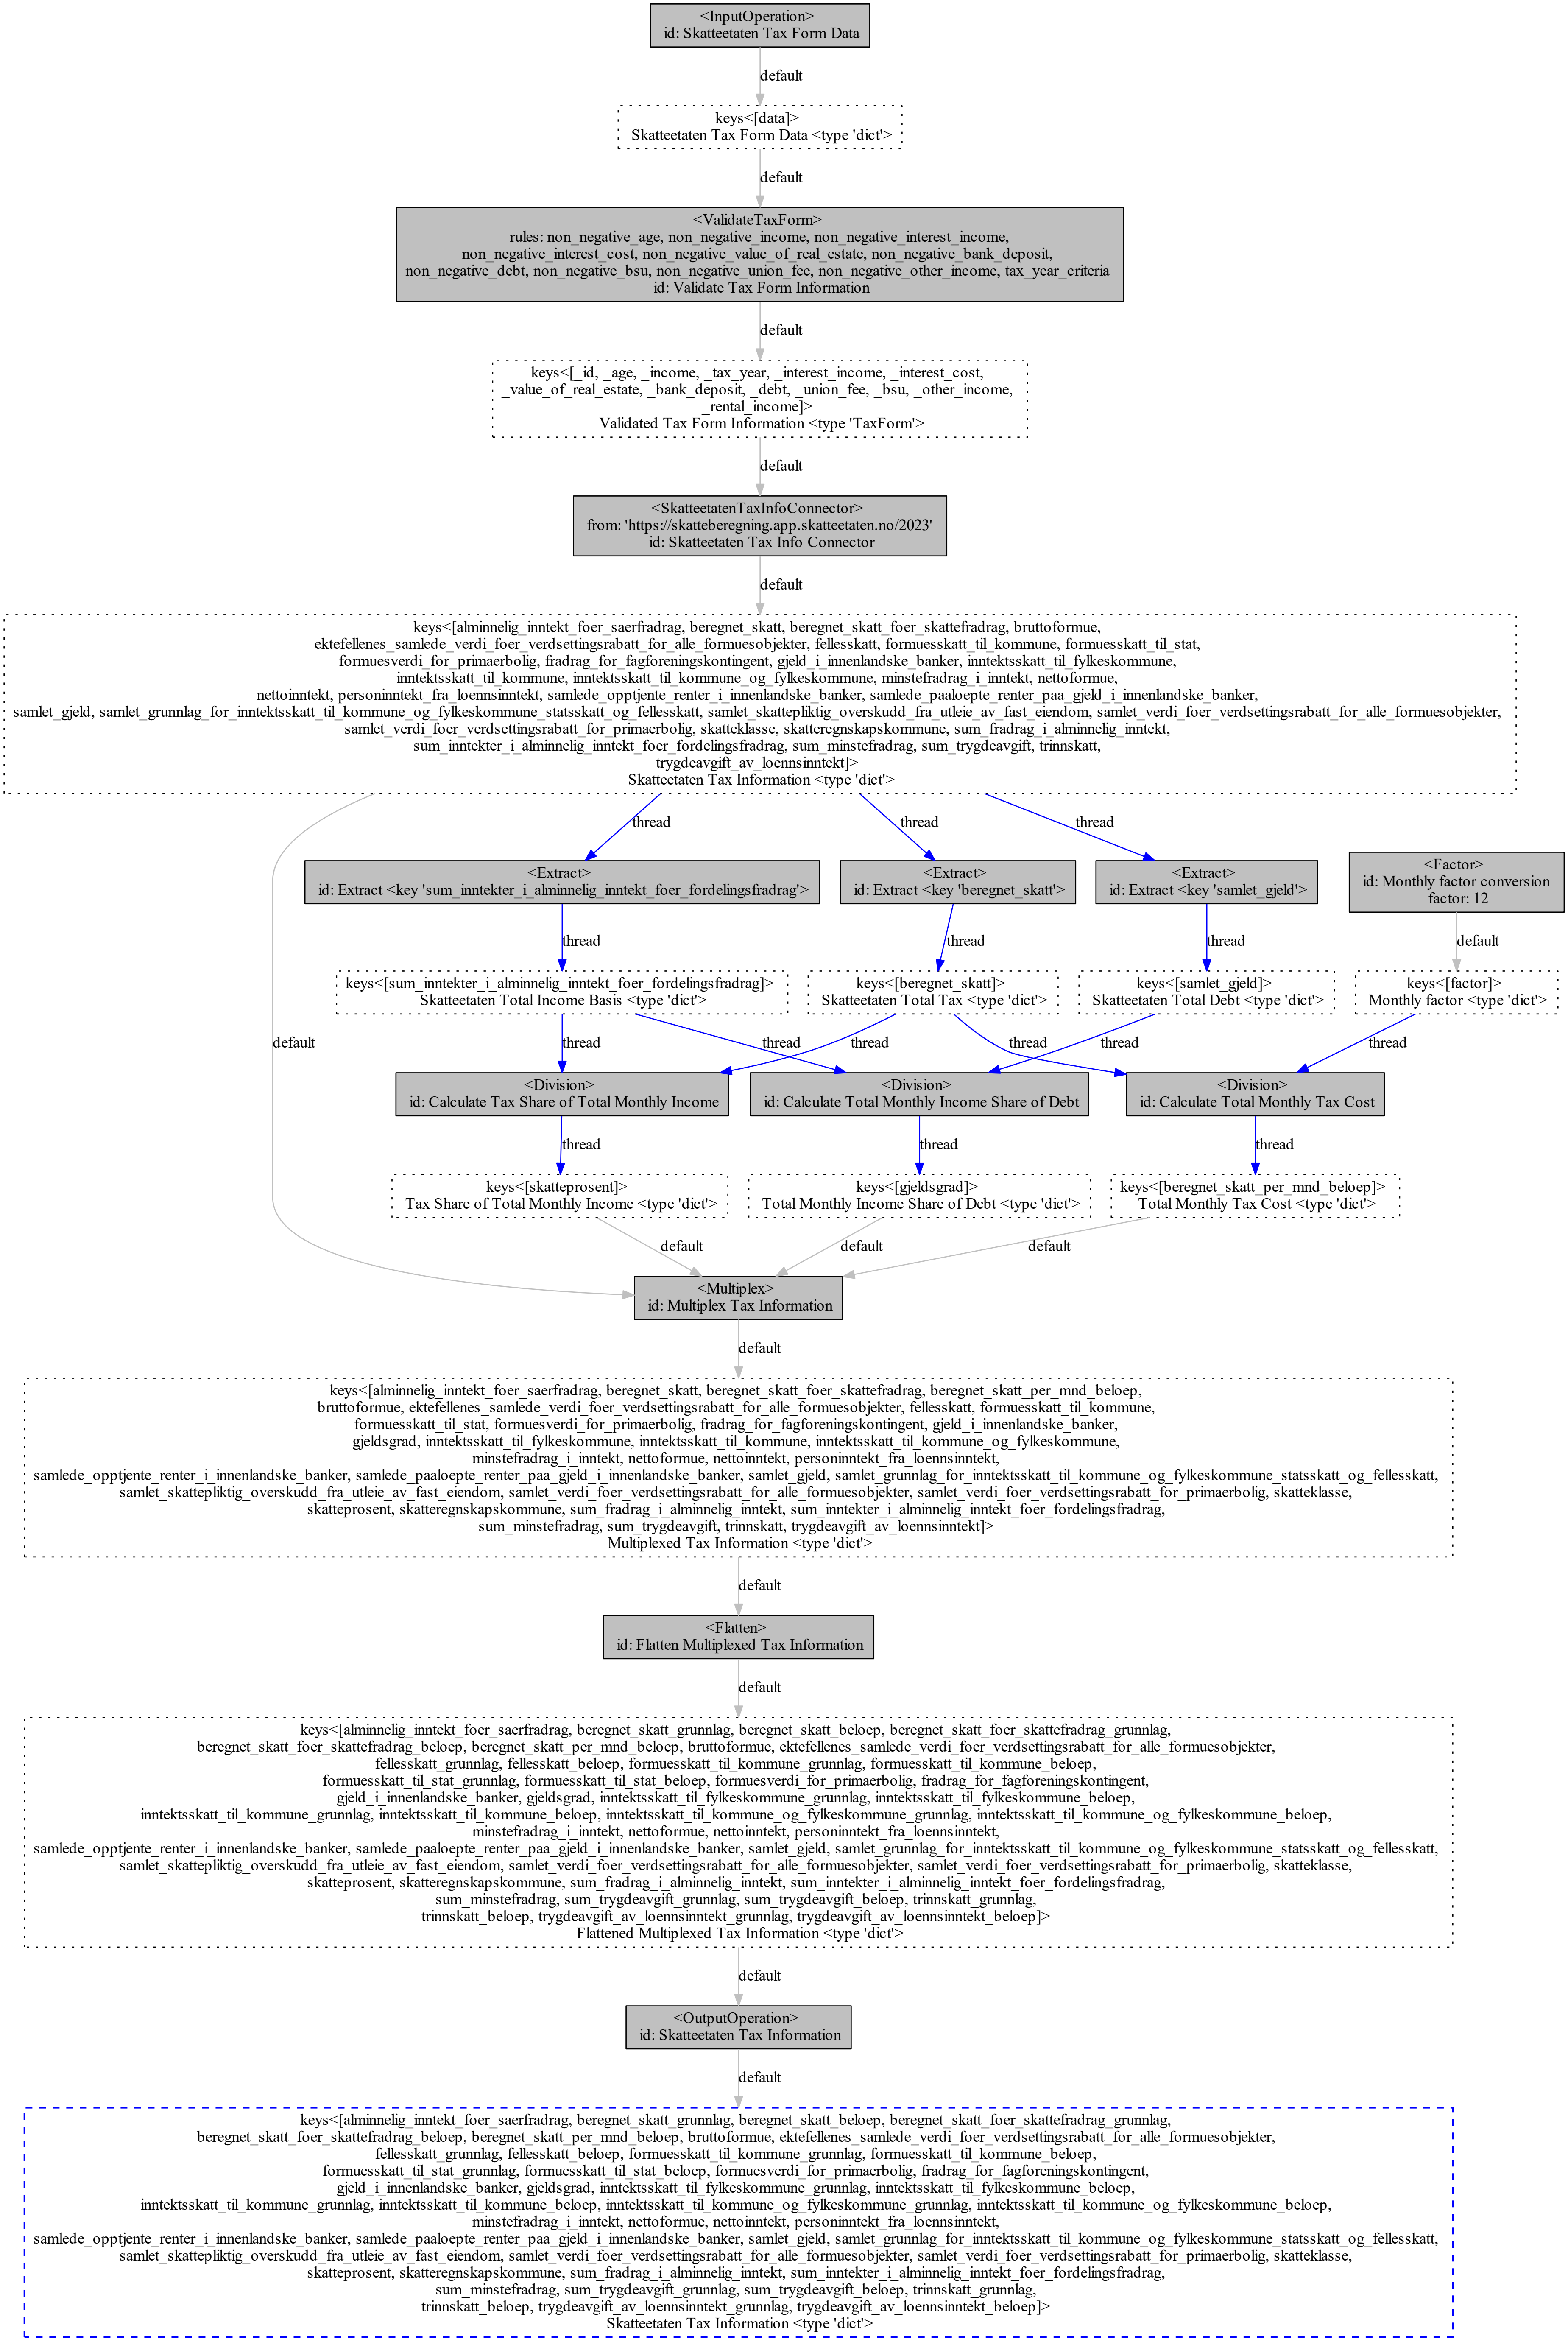 <InputOperation>
id: Skatteetaten Tax Form Data
default
keys<[data]>
Skatteetaten Tax Form Data <type 'dict'>
default
<ValidateTaxForm>
rules: non_negative_age, non_negative_income, non_negative_interest_income,
non_negative_interest_cost, non_negative_value_of_real_estate, non_negative_bank_deposit,
non_negative_debt, non_negative_bsu, non_negative_union_fee, non_negative_other_income, tax_year_criteria
id: Validate Tax Form Information
default
keys<[_id, _age, _income, _tax_year, _interest_income, _interest_cost,
_value_of_real_estate, _bank_deposit, _debt, _union_fee, _bsu, _other_income,
_rental_income]>
Validated Tax Form Information <type 'TaxForm'>
default
<SkatteetatenTaxInfoConnector>
from: 'https://skatteberegning.app.skatteetaten.no/2023'
id: Skatteetaten Tax Info Connector
default
keys<[alminnelig_inntekt_foer_saerfradrag, beregnet_skatt, beregnet_skatt_foer_skattefradrag, bruttoformue,
ektefellenes_samlede_verdi_foer_verdsettingsrabatt_for_alle_formuesobjekter, fellesskatt, formuesskatt_til_kommune, formuesskatt_til_stat,
formuesverdi_for_primaerbolig, fradrag_for_fagforeningskontingent, gjeld_i_innenlandske_banker, inntektsskatt_til_fylkeskommune,
inntektsskatt_til_kommune, inntektsskatt_til_kommune_og_fylkeskommune, minstefradrag_i_inntekt, nettoformue,
nettoinntekt, personinntekt_fra_loennsinntekt, samlede_opptjente_renter_i_innenlandske_banker, samlede_paaloepte_renter_paa_gjeld_i_innenlandske_banker,
samlet_gjeld, samlet_grunnlag_for_inntektsskatt_til_kommune_og_fylkeskommune_statsskatt_og_fellesskatt, samlet_skattepliktig_overskudd_fra_utleie_av_fast_eiendom, samlet_verdi_foer_verdsettingsrabatt_for_alle_formuesobjekter,
samlet_verdi_foer_verdsettingsrabatt_for_primaerbolig, skatteklasse, skatteregnskapskommune, sum_fradrag_i_alminnelig_inntekt,
sum_inntekter_i_alminnelig_inntekt_foer_fordelingsfradrag, sum_minstefradrag, sum_trygdeavgift, trinnskatt,
trygdeavgift_av_loennsinntekt]>
Skatteetaten Tax Information <type 'dict'>
thread
thread
thread
<Extract>
id: Extract <key 'sum_inntekter_i_alminnelig_inntekt_foer_fordelingsfradrag'>
<Extract>
id: Extract <key 'beregnet_skatt'>
<Extract>
id: Extract <key 'samlet_gjeld'>
<Factor>
id: Monthly factor conversion
factor: 12
thread
thread
thread
default
keys<[sum_inntekter_i_alminnelig_inntekt_foer_fordelingsfradrag]>
Skatteetaten Total Income Basis <type 'dict'>
keys<[beregnet_skatt]>
Skatteetaten Total Tax <type 'dict'>
keys<[samlet_gjeld]>
Skatteetaten Total Debt <type 'dict'>
keys<[factor]>
Monthly factor <type 'dict'>
default
thread
thread
thread
thread
thread
thread
<Division>
id: Calculate Tax Share of Total Monthly Income
<Division>
id: Calculate Total Monthly Income Share of Debt
<Division>
id: Calculate Total Monthly Tax Cost
thread
thread
thread
keys<[skatteprosent]>
Tax Share of Total Monthly Income <type 'dict'>
keys<[gjeldsgrad]>
Total Monthly Income Share of Debt <type 'dict'>
keys<[beregnet_skatt_per_mnd_beloep]>
Total Monthly Tax Cost <type 'dict'>
default
default
default
<Multiplex>
id: Multiplex Tax Information
default
keys<[alminnelig_inntekt_foer_saerfradrag, beregnet_skatt, beregnet_skatt_foer_skattefradrag, beregnet_skatt_per_mnd_beloep,
bruttoformue, ektefellenes_samlede_verdi_foer_verdsettingsrabatt_for_alle_formuesobjekter, fellesskatt, formuesskatt_til_kommune,
formuesskatt_til_stat, formuesverdi_for_primaerbolig, fradrag_for_fagforeningskontingent, gjeld_i_innenlandske_banker,
gjeldsgrad, inntektsskatt_til_fylkeskommune, inntektsskatt_til_kommune, inntektsskatt_til_kommune_og_fylkeskommune,
minstefradrag_i_inntekt, nettoformue, nettoinntekt, personinntekt_fra_loennsinntekt,
samlede_opptjente_renter_i_innenlandske_banker, samlede_paaloepte_renter_paa_gjeld_i_innenlandske_banker, samlet_gjeld, samlet_grunnlag_for_inntektsskatt_til_kommune_og_fylkeskommune_statsskatt_og_fellesskatt,
samlet_skattepliktig_overskudd_fra_utleie_av_fast_eiendom, samlet_verdi_foer_verdsettingsrabatt_for_alle_formuesobjekter, samlet_verdi_foer_verdsettingsrabatt_for_primaerbolig, skatteklasse,
skatteprosent, skatteregnskapskommune, sum_fradrag_i_alminnelig_inntekt, sum_inntekter_i_alminnelig_inntekt_foer_fordelingsfradrag,
sum_minstefradrag, sum_trygdeavgift, trinnskatt, trygdeavgift_av_loennsinntekt]>
Multiplexed Tax Information <type 'dict'>
default
<Flatten>
id: Flatten Multiplexed Tax Information
default
keys<[alminnelig_inntekt_foer_saerfradrag, beregnet_skatt_grunnlag, beregnet_skatt_beloep, beregnet_skatt_foer_skattefradrag_grunnlag,
beregnet_skatt_foer_skattefradrag_beloep, beregnet_skatt_per_mnd_beloep, bruttoformue, ektefellenes_samlede_verdi_foer_verdsettingsrabatt_for_alle_formuesobjekter,
fellesskatt_grunnlag, fellesskatt_beloep, formuesskatt_til_kommune_grunnlag, formuesskatt_til_kommune_beloep,
formuesskatt_til_stat_grunnlag, formuesskatt_til_stat_beloep, formuesverdi_for_primaerbolig, fradrag_for_fagforeningskontingent,
gjeld_i_innenlandske_banker, gjeldsgrad, inntektsskatt_til_fylkeskommune_grunnlag, inntektsskatt_til_fylkeskommune_beloep,
inntektsskatt_til_kommune_grunnlag, inntektsskatt_til_kommune_beloep, inntektsskatt_til_kommune_og_fylkeskommune_grunnlag, inntektsskatt_til_kommune_og_fylkeskommune_beloep,
minstefradrag_i_inntekt, nettoformue, nettoinntekt, personinntekt_fra_loennsinntekt,
samlede_opptjente_renter_i_innenlandske_banker, samlede_paaloepte_renter_paa_gjeld_i_innenlandske_banker, samlet_gjeld, samlet_grunnlag_for_inntektsskatt_til_kommune_og_fylkeskommune_statsskatt_og_fellesskatt,
samlet_skattepliktig_overskudd_fra_utleie_av_fast_eiendom, samlet_verdi_foer_verdsettingsrabatt_for_alle_formuesobjekter, samlet_verdi_foer_verdsettingsrabatt_for_primaerbolig, skatteklasse,
skatteprosent, skatteregnskapskommune, sum_fradrag_i_alminnelig_inntekt, sum_inntekter_i_alminnelig_inntekt_foer_fordelingsfradrag,
sum_minstefradrag, sum_trygdeavgift_grunnlag, sum_trygdeavgift_beloep, trinnskatt_grunnlag,
trinnskatt_beloep, trygdeavgift_av_loennsinntekt_grunnlag, trygdeavgift_av_loennsinntekt_beloep]>
Flattened Multiplexed Tax Information <type 'dict'>
default
<OutputOperation>
id: Skatteetaten Tax Information
default
keys<[alminnelig_inntekt_foer_saerfradrag, beregnet_skatt_grunnlag, beregnet_skatt_beloep, beregnet_skatt_foer_skattefradrag_grunnlag,
beregnet_skatt_foer_skattefradrag_beloep, beregnet_skatt_per_mnd_beloep, bruttoformue, ektefellenes_samlede_verdi_foer_verdsettingsrabatt_for_alle_formuesobjekter,
fellesskatt_grunnlag, fellesskatt_beloep, formuesskatt_til_kommune_grunnlag, formuesskatt_til_kommune_beloep,
formuesskatt_til_stat_grunnlag, formuesskatt_til_stat_beloep, formuesverdi_for_primaerbolig, fradrag_for_fagforeningskontingent,
gjeld_i_innenlandske_banker, gjeldsgrad, inntektsskatt_til_fylkeskommune_grunnlag, inntektsskatt_til_fylkeskommune_beloep,
inntektsskatt_til_kommune_grunnlag, inntektsskatt_til_kommune_beloep, inntektsskatt_til_kommune_og_fylkeskommune_grunnlag, inntektsskatt_til_kommune_og_fylkeskommune_beloep,
minstefradrag_i_inntekt, nettoformue, nettoinntekt, personinntekt_fra_loennsinntekt,
samlede_opptjente_renter_i_innenlandske_banker, samlede_paaloepte_renter_paa_gjeld_i_innenlandske_banker, samlet_gjeld, samlet_grunnlag_for_inntektsskatt_til_kommune_og_fylkeskommune_statsskatt_og_fellesskatt,
samlet_skattepliktig_overskudd_fra_utleie_av_fast_eiendom, samlet_verdi_foer_verdsettingsrabatt_for_alle_formuesobjekter, samlet_verdi_foer_verdsettingsrabatt_for_primaerbolig, skatteklasse,
skatteprosent, skatteregnskapskommune, sum_fradrag_i_alminnelig_inntekt, sum_inntekter_i_alminnelig_inntekt_foer_fordelingsfradrag,
sum_minstefradrag, sum_trygdeavgift_grunnlag, sum_trygdeavgift_beloep, trinnskatt_grunnlag,
trinnskatt_beloep, trygdeavgift_av_loennsinntekt_grunnlag, trygdeavgift_av_loennsinntekt_beloep]>
Skatteetaten Tax Information <type 'dict'>